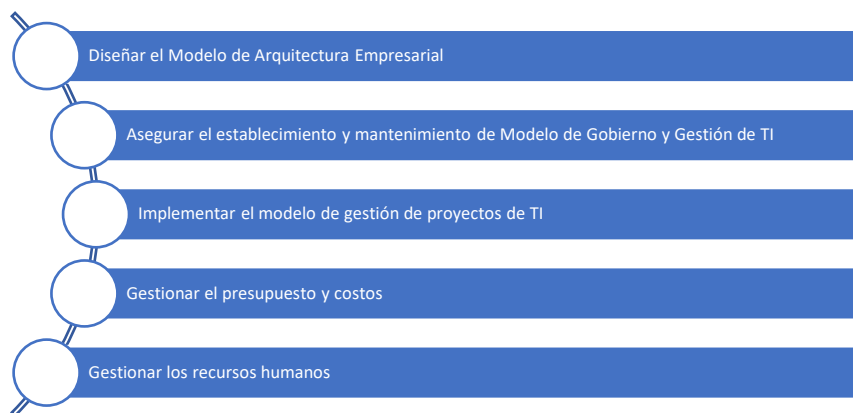 Diseñar el Modelo de Arquitectura Empresarial
Asegurar el establecimiento y mantenimiento de Modelo de Gobierno y Gestión de TI
Implementar el modelo de gestión de proyectos de TI
Gestionar el presupuesto y costos
Gestionar los recursos humanos